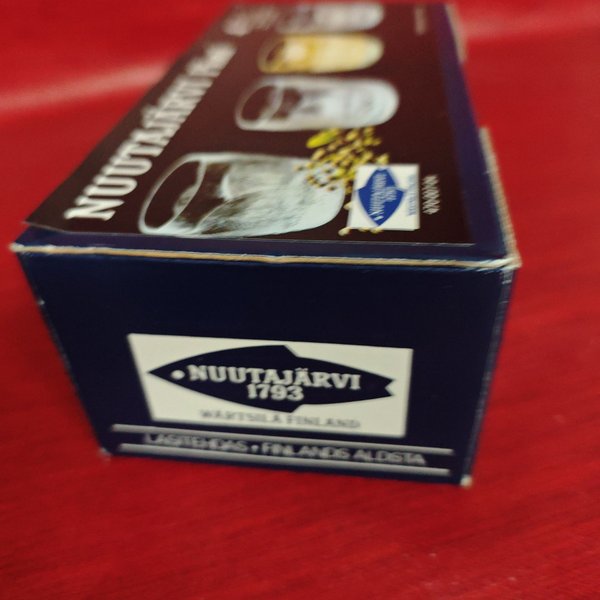 NUUTAJÄRVI
NUUTAJÄRVI
1793
WÄRTSILÄ FINLAND
LASITEHDAS • FINLANDS ÄLDSTA